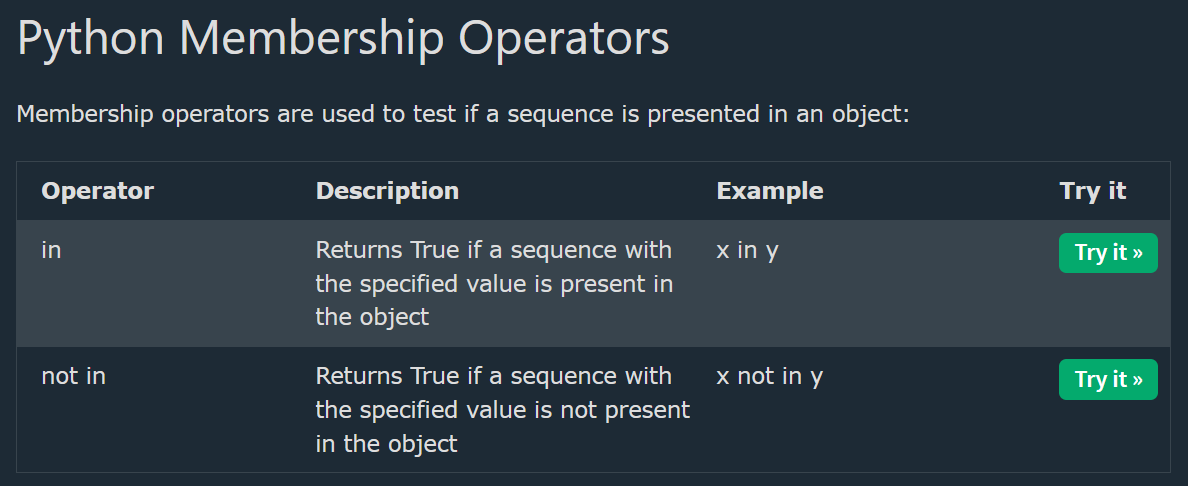 Python Membership Operators
Membership operators are used to test if a sequence is presented in an object:
Operator Description Example Try it
in Returns True if a sequence with x in y Try it »
the specified value is present in
the object
not in Returns True if a sequence with x not in y Try it »
the specified value is not present
in the object